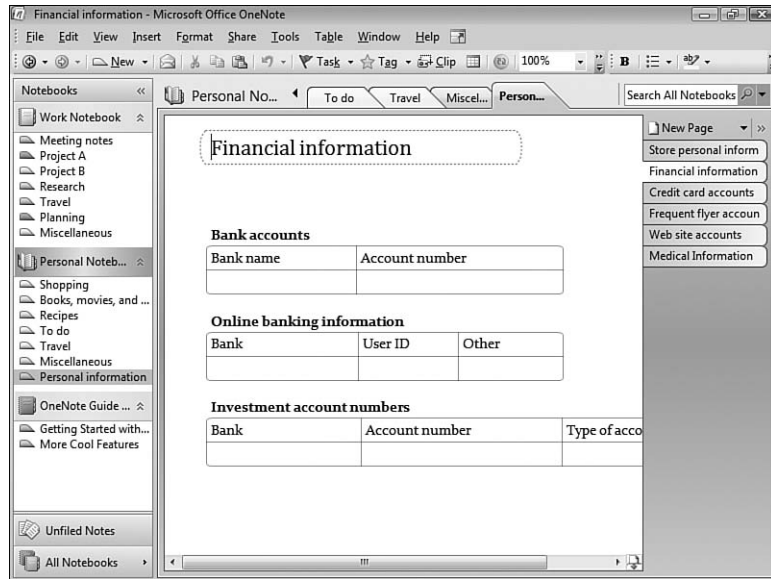 Financial information - Microsoft Office OneNote
File Edit View Insert Format Share Tools Table Window Help
New Task Tag Clip 100% B
Notebooks
Work Notebook
Meeting notes
Project A
Project B
Research
Travel
Planning
Miscellaneous
Personal Noteb...
Shopping
Books, movies, and ...
Recipes
To do
Travel
Miscellaneous
Personal information
OneNote Guide ...
Getting Started with...
More Cool Features
Unfiled Notes
All Notebooks
Personal No... To do Travel Miscel... Person... Search All Notebooks
Financial information
Bank accounts
Bank name Account number
Online banking information
Bank User ID Other
Investment account numbers
Bank Account number Type of acco
New Page
Store personal inform
Financial information
Credit card accounts
Frequent flyer accoun
Web site accounts
Medical Information